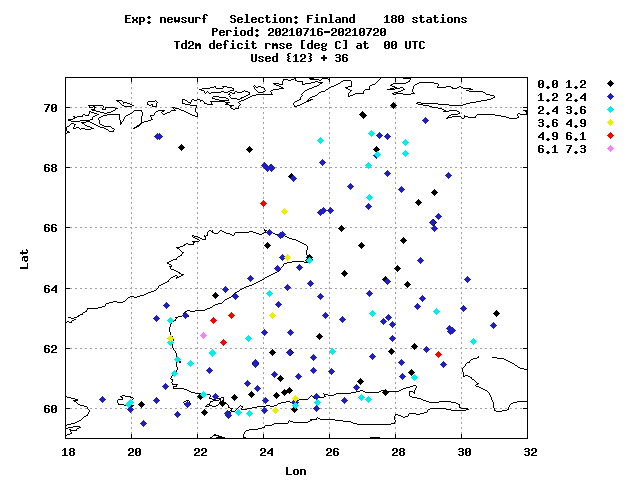 Exp: newsurf   Selection: Finland    180 stations
Period: 20210716-20210720
Td2m deficit rmse [deg C] at  00 UTC
Used {12} + 36
0.0 1.2
1.2 2.4
2.4 3.6
3.6 4.9
4.9 6.1
6.1 7.3
70
68
66
64
62
60
Lat
18 20 22 24 26 28 30 32
Lon